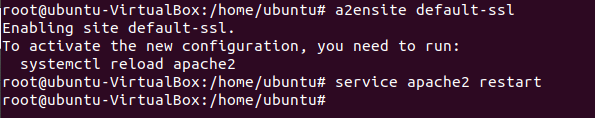 root@ubuntu-VirtualBox:/home/ubuntu# a2ensite default-ssl
Enabling site default-ssl.
To activate the new configuration, you need to run:
  systemctl reload apache2
root@ubuntu-VirtualBox:/home/ubuntu# service apache2 restart
root@ubuntu-VirtualBox:/home/ubuntu#